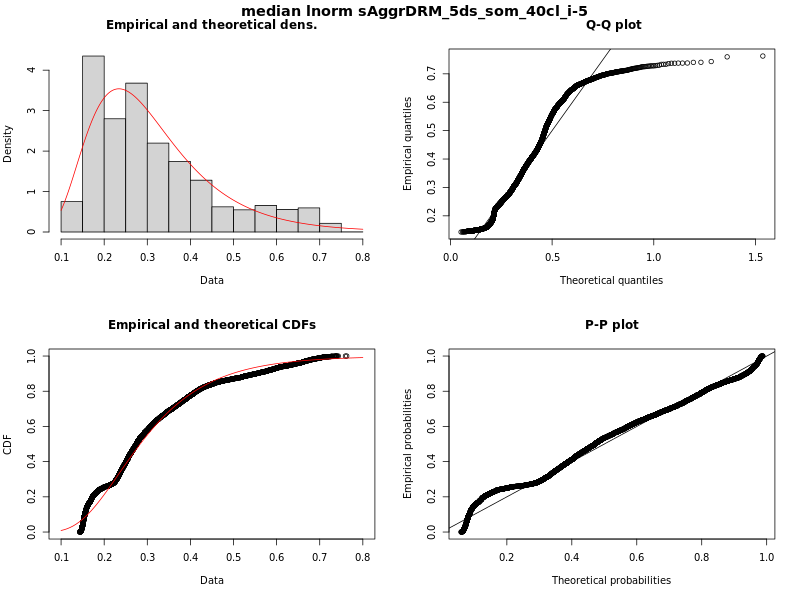 median lnorm sAggrDRM_5ds_som_40cl_i-5
Empirical and theoretical dens.
Density
0 1 2 3 4
0.1 0.2 0.3 0.4 0.5 0.6 0.7 0.8
Data
Q-Q plot
Empirical quantiles
0.2 0.3 0.4 0.5 0.6 0.7
0.0 0.5 1.0 1.5
Theoretical quantiles
Empirical and theoretical CDFs
CDF
0.0 0.2 0.4 0.6 0.8 1.0
0.1 0.2 0.3 0.4 0.5 0.6 0.7 0.8
Data
P-P plot
Empirical probabilities
0.0 0.2 0.4 0.6 0.8 1.0
0.2 0.4 0.6 0.8 1.0
Theoretical probabilities